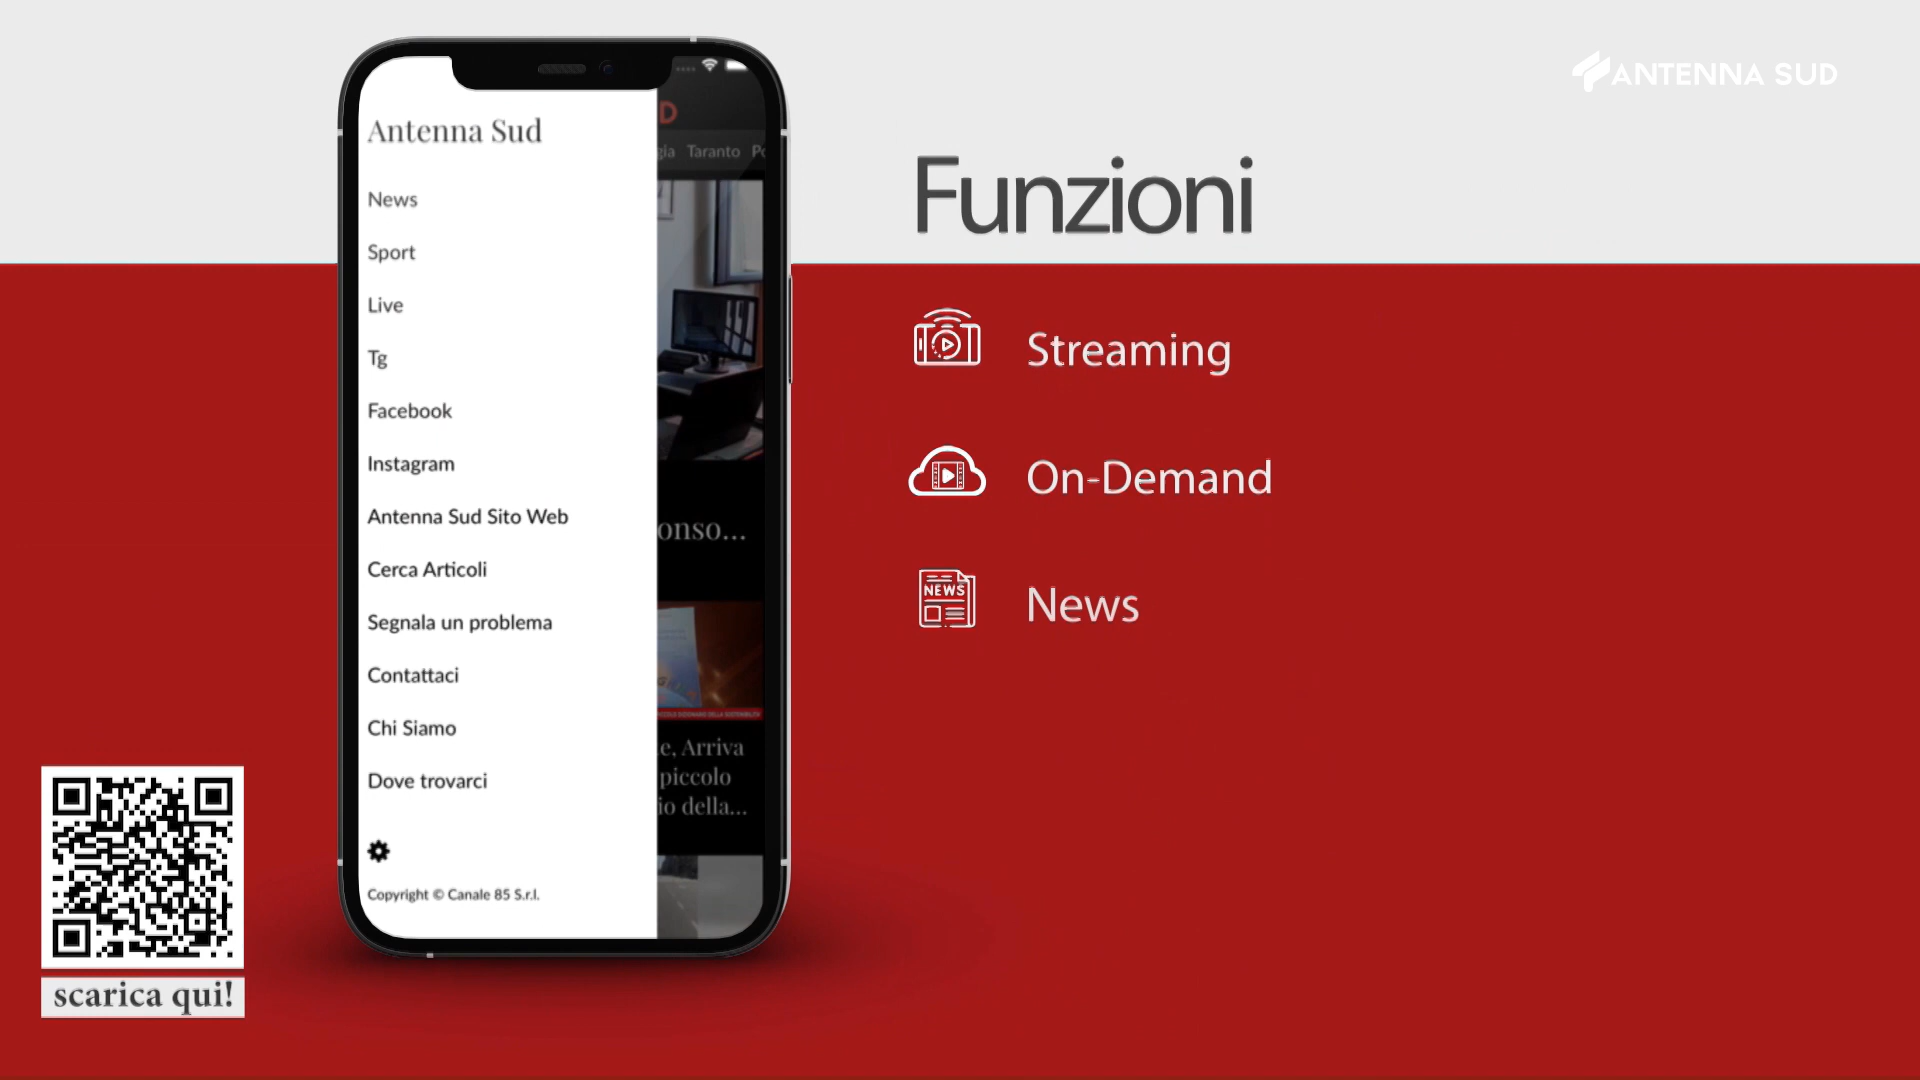 ANTENNA SUD
Funzioni
Streaming
On-Demand
NEWS
News
Antenna Sud
News
Sport
Live
Tg
Facebook
Instagram
Antenna Sud Sito Web
Cerca Articoli
Segnala un problema
Contattaci
Chi Siamo
Dove trovarci
Copyright © Canale 85 S.r.l.
D
gia Taranto Po
onso...
e, Arriva
piccolo
io della...
scarica qui!